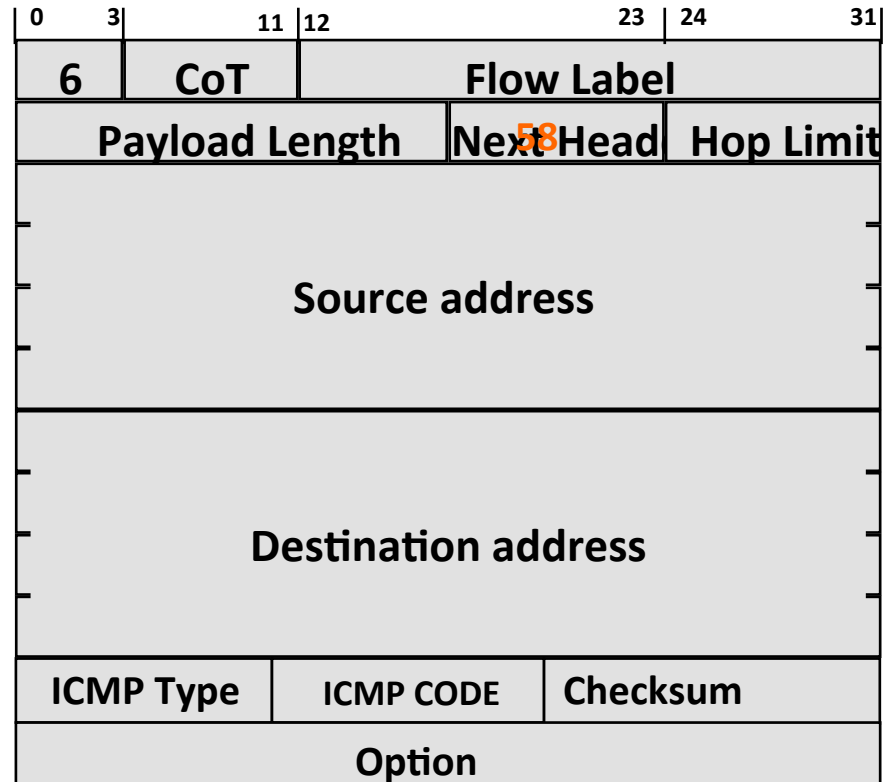 0 3 11 12 23 24 31
6 CoT Flow Label
Payload Length Next Head 58 Hop Limit
Source address
Destination address
ICMP Type ICMP CODE Checksum
Option